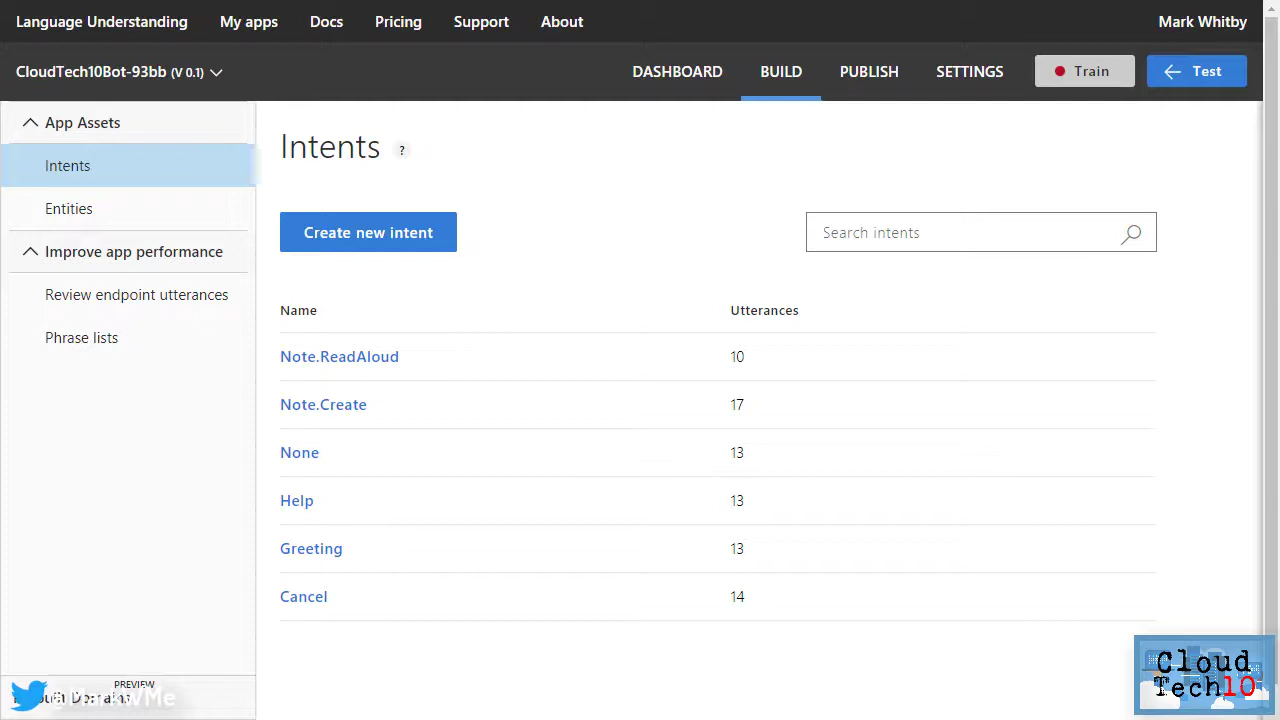 Language Understanding My apps Docs Pricing Support About Mark Whitby
CloudTech10Bot-93bb (V 0.1) DASHBOARD BUILD PUBLISH SETTINGS Train Test
App Assets
Intents
Entities
Improve app performance
Review endpoint utterances
Phrase lists
Intents ?
Create new intent
Search intents
Name Utterances
Note.ReadAloud 10
Note.Create 17
None 13
Help 13
Greeting 13
Cancel 14
PREVIEW
Cloud
Tech10